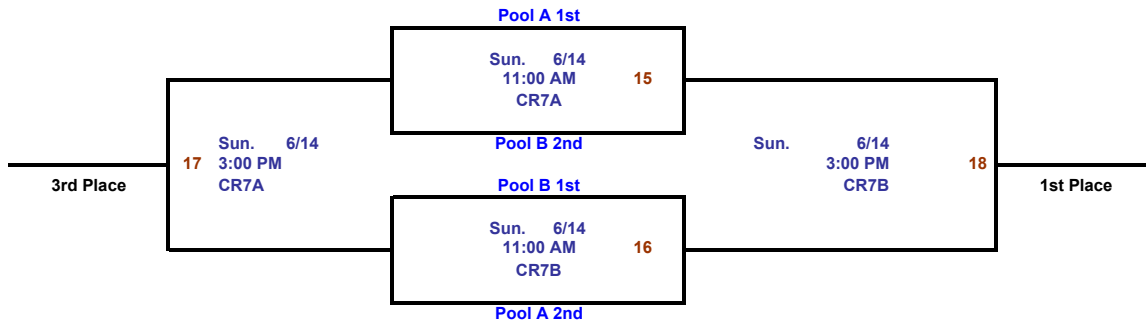 Pool A 1st
Sun. 6/14
11:00 AM 15
CR7A
Pool B 2nd
Sun. 6/14
17 3:00 PM
CR7A
3rd Place
Sun. 6/14
3:00 PM 18
CR7B
1st Place
Pool B 1st
Sun. 6/14
11:00 AM 16
CR7B
Pool A 2nd